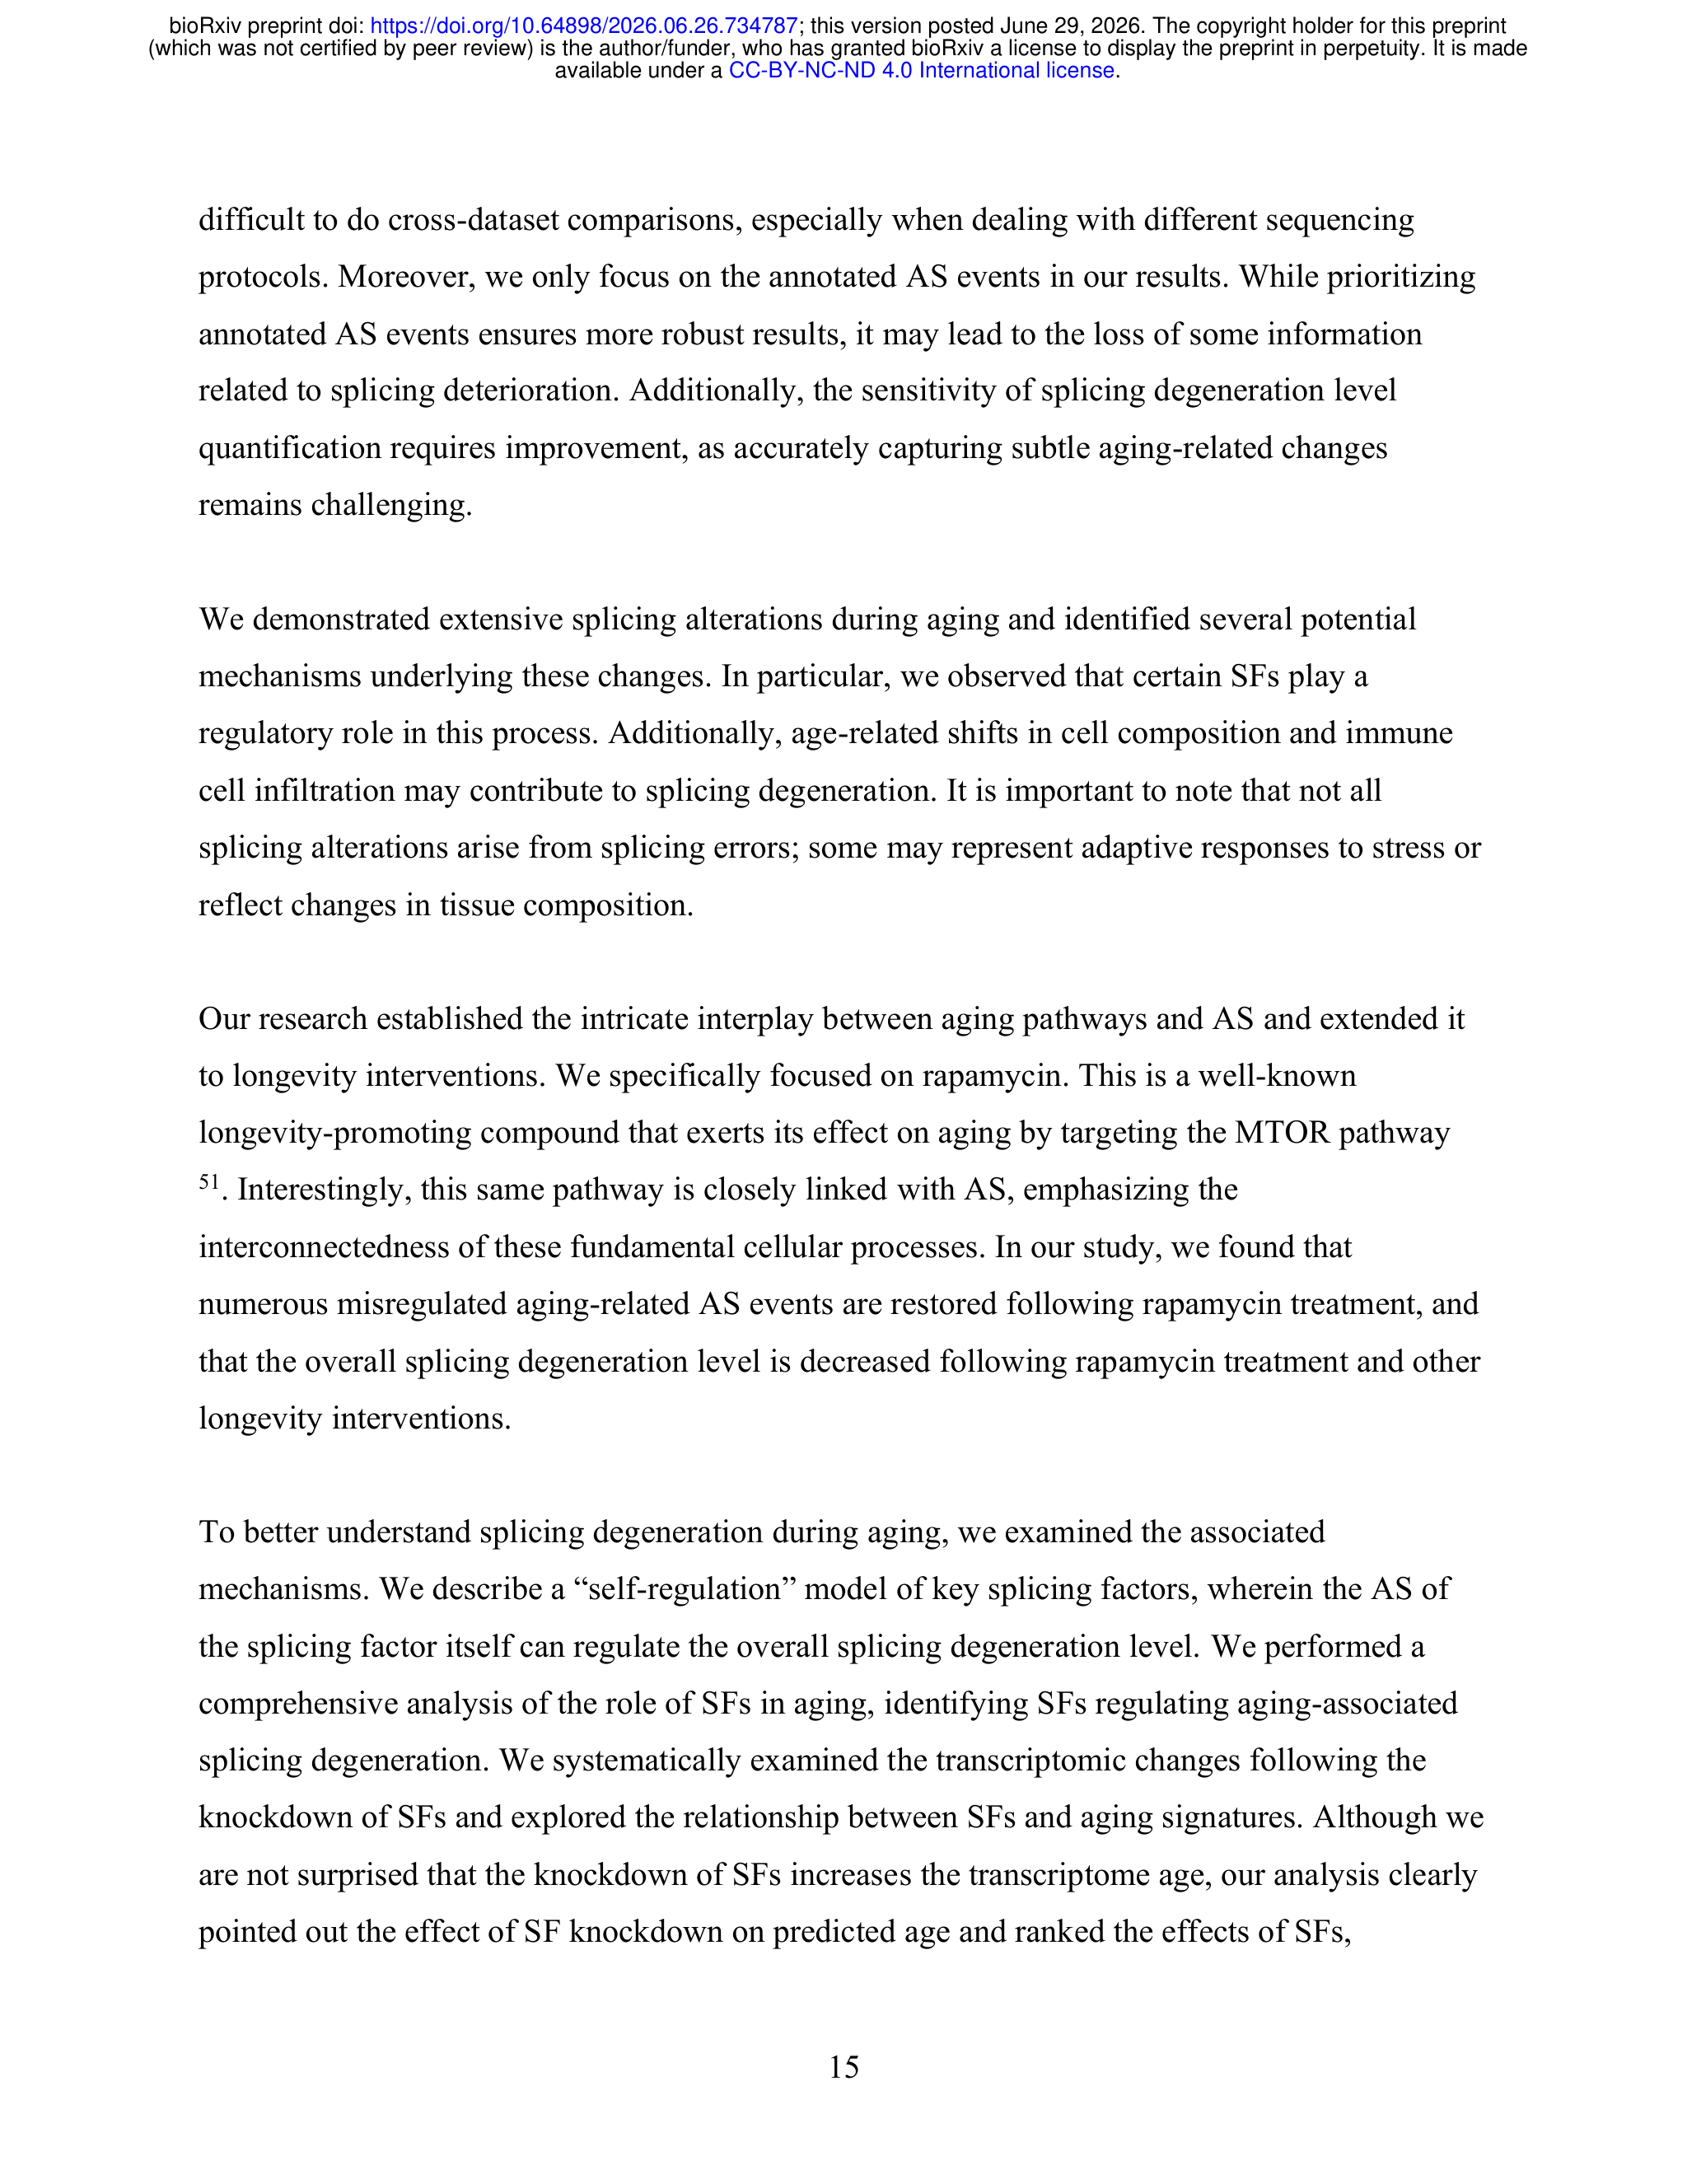 bioRxiv preprint doi: https://doi.org/10.64898/2026.06.26.734787; this version posted June 29, 2026. The copyright holder for this preprint
(which was not certified by peer review) is the author/funder, who has granted bioRxiv a license to display the preprint in perpetuity. It is made
available under a CC-BY-NC-ND 4.0 International license.
difficult to do cross-dataset comparisons, especially when dealing with different sequencing
protocols. Moreover, we only focus on the annotated AS events in our results. While prioritizing
annotated AS events ensures more robust results, it may lead to the loss of some information
related to splicing deterioration. Additionally, the sensitivity of splicing degeneration level
quantification requires improvement, as accurately capturing subtle aging-related changes
remains challenging.
We demonstrated extensive splicing alterations during aging and identified several potential
mechanisms underlying these changes. In particular, we observed that certain SFs play a
regulatory role in this process. Additionally, age-related shifts in cell composition and immune
cell infiltration may contribute to splicing degeneration. It is important to note that not all
splicing alterations arise from splicing errors; some may represent adaptive responses to stress or
reflect changes in tissue composition.
Our research established the intricate interplay between aging pathways and AS and extended it
to longevity interventions. We specifically focused on rapamycin. This is a well-known
longevity-promoting compound that exerts its effect on aging by targeting the MTOR pathway
51. Interestingly, this same pathway is closely linked with AS, emphasizing the
interconnectedness of these fundamental cellular processes. In our study, we found that
numerous misregulated aging-related AS events are restored following rapamycin treatment, and
that the overall splicing degeneration level is decreased following rapamycin treatment and other
longevity interventions.
To better understand splicing degeneration during aging, we examined the associated
mechanisms. We describe a “self-regulation” model of key splicing factors, wherein the AS of
the splicing factor itself can regulate the overall splicing degeneration level. We performed a
comprehensive analysis of the role of SFs in aging, identifying SFs regulating aging-associated
splicing degeneration. We systematically examined the transcriptomic changes following the
knockdown of SFs and explored the relationship between SFs and aging signatures. Although we
are not surprised that the knockdown of SFs increases the transcriptome age, our analysis clearly
pointed out the effect of SF knockdown on predicted age and ranked the effects of SFs,
15